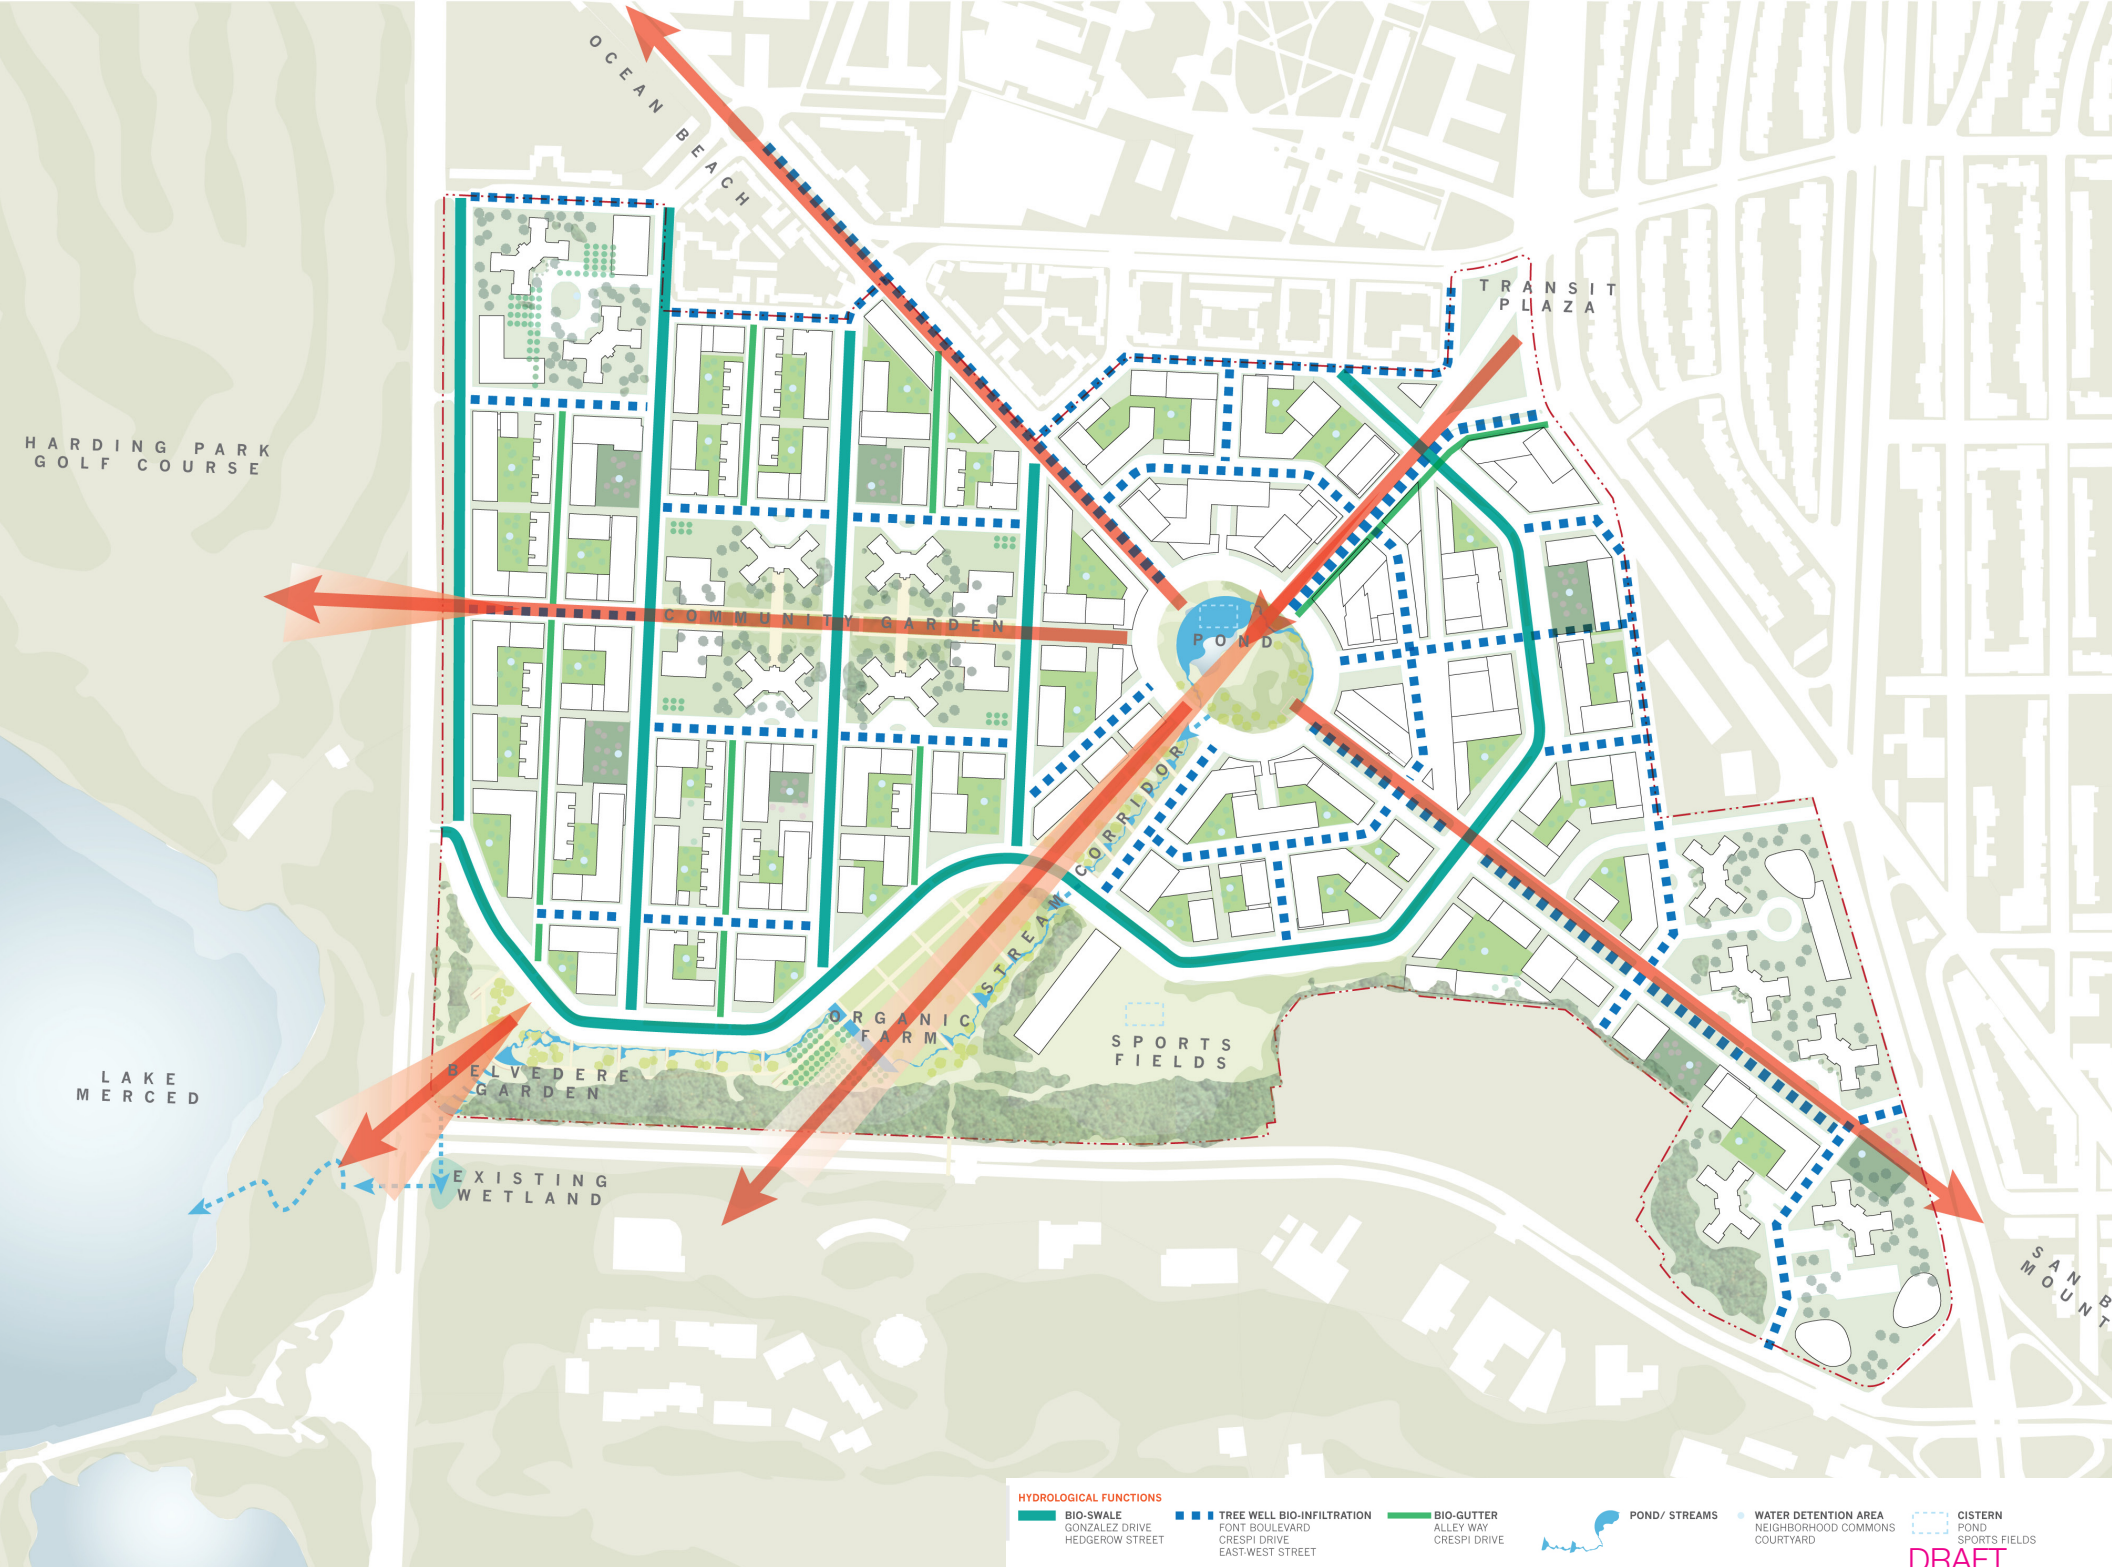 OCEAN BEACH
TRANSIT
PLAZA
HARDING PARK
GOLF COURSE
COMMUNITY GARDEN
POND
STREAM CORRIDOR
ORGANIC
FARM
SPORTS
FIELDS
BELVEDERE
GARDEN
LAKE
MERCED
EXISTING
WETLAND
SAN B
MOUNT
HYDROLOGICAL FUNCTIONS
BIO-SWALE
GONZALEZ DRIVE
HEDGEROW STREET
TREE WELL BIO-INFILTRATION
FONT BOULEVARD
CRESPI DRIVE
EAST-WEST STREET
BIO-GUTTER
ALLEY WAY
CRESPI DRIVE
POND/ STREAMS
WATER DETENTION AREA
NEIGHBORHOOD COMMONS
COURTYARD
CISTERN
POND
SPORTS FIELDS
DRAFT